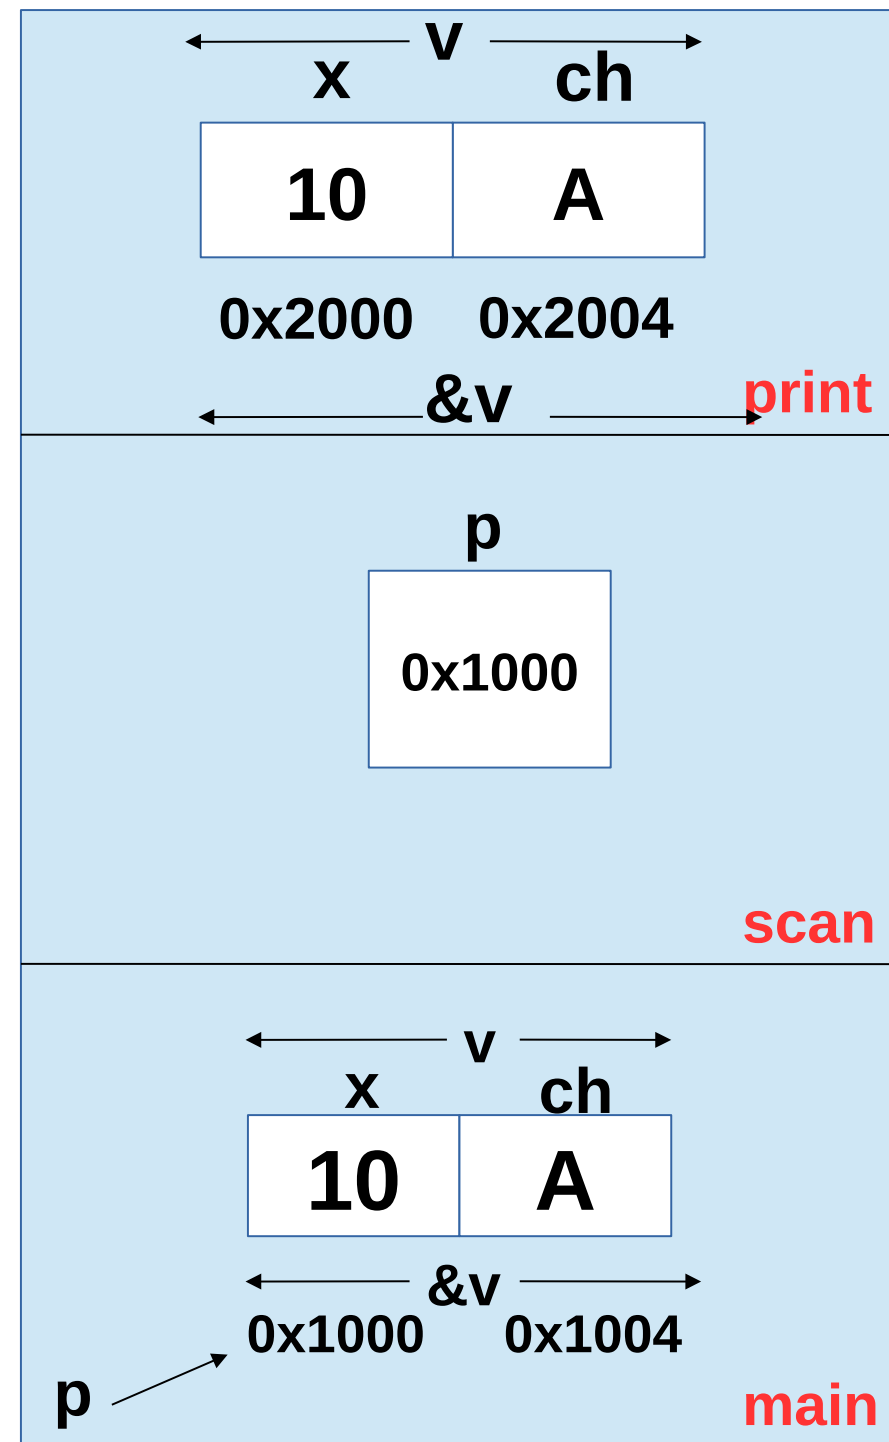 v
x ch
10 A
0x2000 0x2004
&v
print
p
0x1000
scan
v
x ch
10 A
&v
0x1000 0x1004
p
main